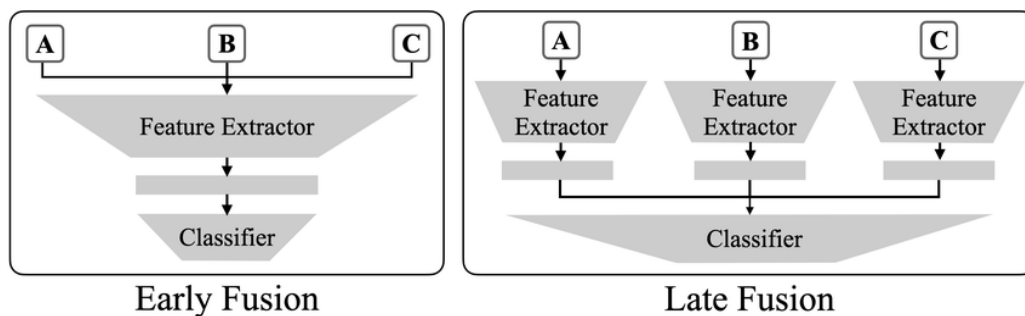 A B C
Feature Extractor
Classifier
Early Fusion
A B C
Feature Extractor Feature Extractor Feature Extractor
Classifier
Late Fusion